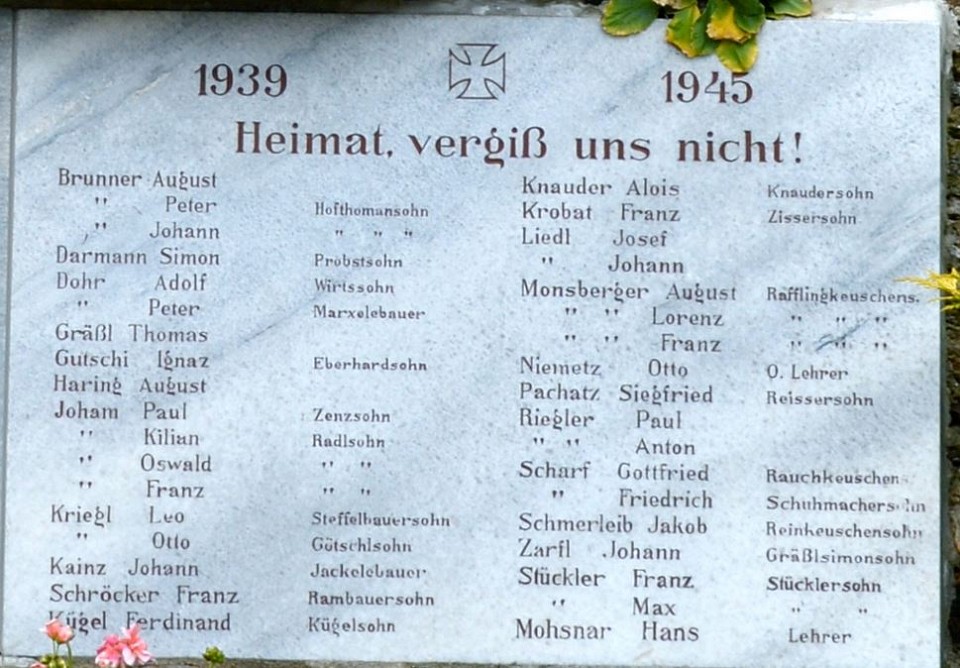 1939 1945
Heimat, vergiß uns nicht!
Brunner August
" Peter Hofthomansohn
" Johann " " "
Darmann Simon Probstsohn
Dohr Adolf Wirtssohn
" Peter Marxelebauer
Gräßl Thomas
Gutschi Ignaz Eberhardsohn
Haring August
Joham Paul Zenzsohn
" Kilian Radlsohn
" Oswald " "
" Franz " "
Kriegl Leo Steffelbauersohn
" Otto Götschlsohn
Kainz Johann Jackelebauer
Schröcker Franz Rambauersohn
Kügel Ferdinand Kügelsohn
Knauder Alois Knaudersohn
Krobat Franz Zissersohn
Liedl Josef
" Johann
Monsberger August Rafflingkeuschens.
" " Lorenz " " "
" " Franz " " "
Niemetz Otto O. Lehrer
Pachatz Siegfried Reissersohn
Riegler Paul
" " Anton
Scharf Gottfried Rauchkeuschen
" Friedrich Schuhmachersohn
Schmerleib Jakob Reinkeuschensohn
Zarfl Johann Gräßlsimonsohn
Stückler Franz Stücklersohn
" Max " "
Mohsnar Hans Lehrer